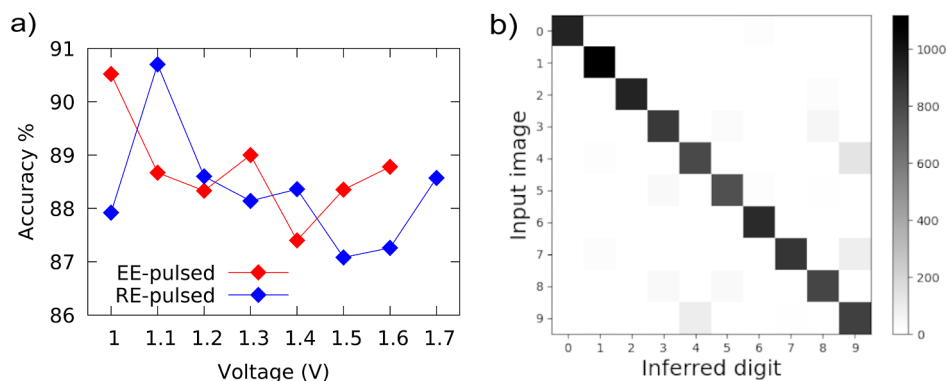 a)
Accuracy %
91
90
89
88
87
86
EE-pulsed
RE-pulsed
1 1.1 1.2 1.3 1.4 1.5 1.6 1.7
Voltage (V)
b)
Input image
0
1
2
3
4
5
6
7
8
9
0 1 2 3 4 5 6 7 8 9
Inferred digit
1000
800
600
400
200
0